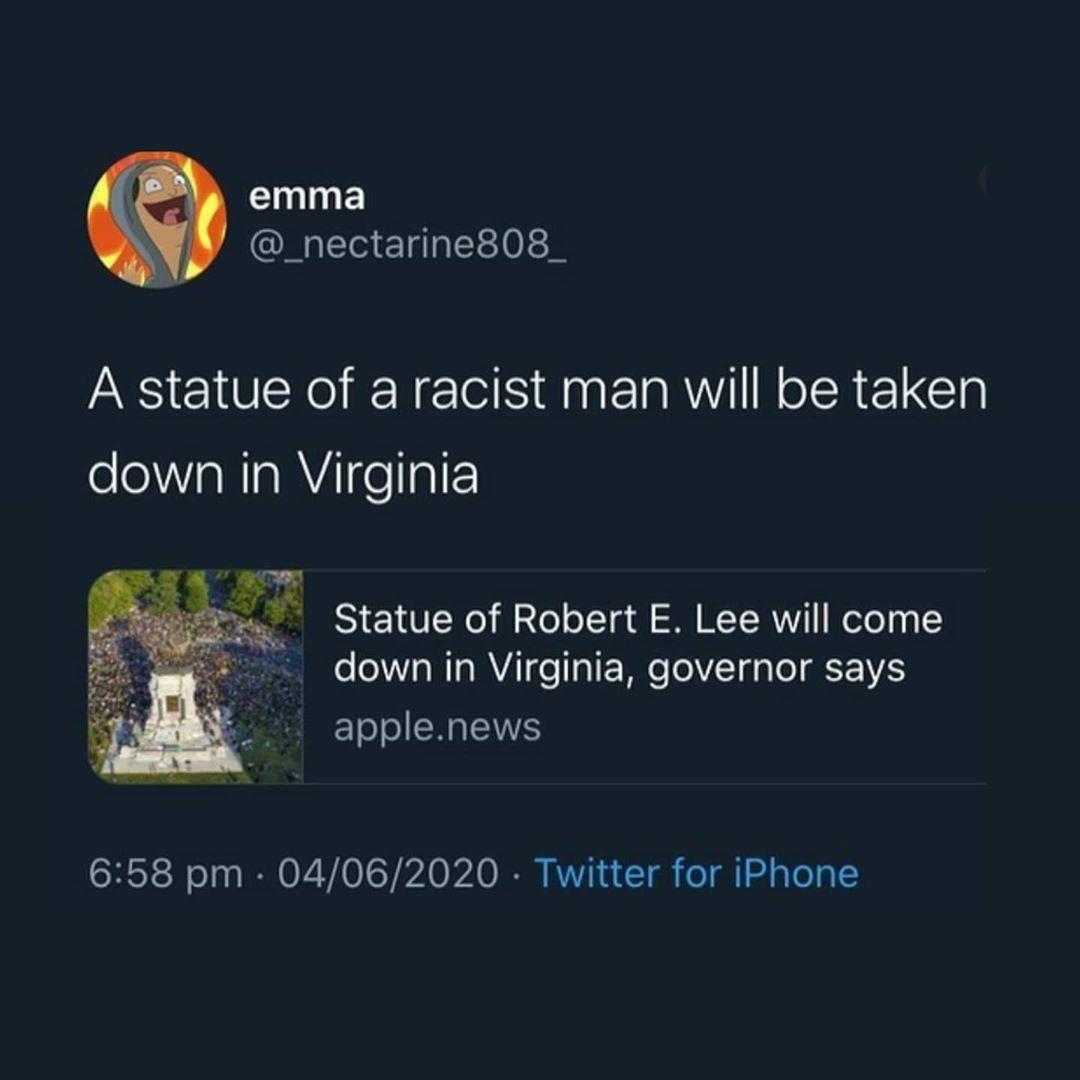 emma
@_nectarine808_
A statue of a racist man will be taken
down in Virginia
Statue of Robert E. Lee will come
down in Virginia, governor says
apple.news
6:58 pm · 04/06/2020 · Twitter for iPhone